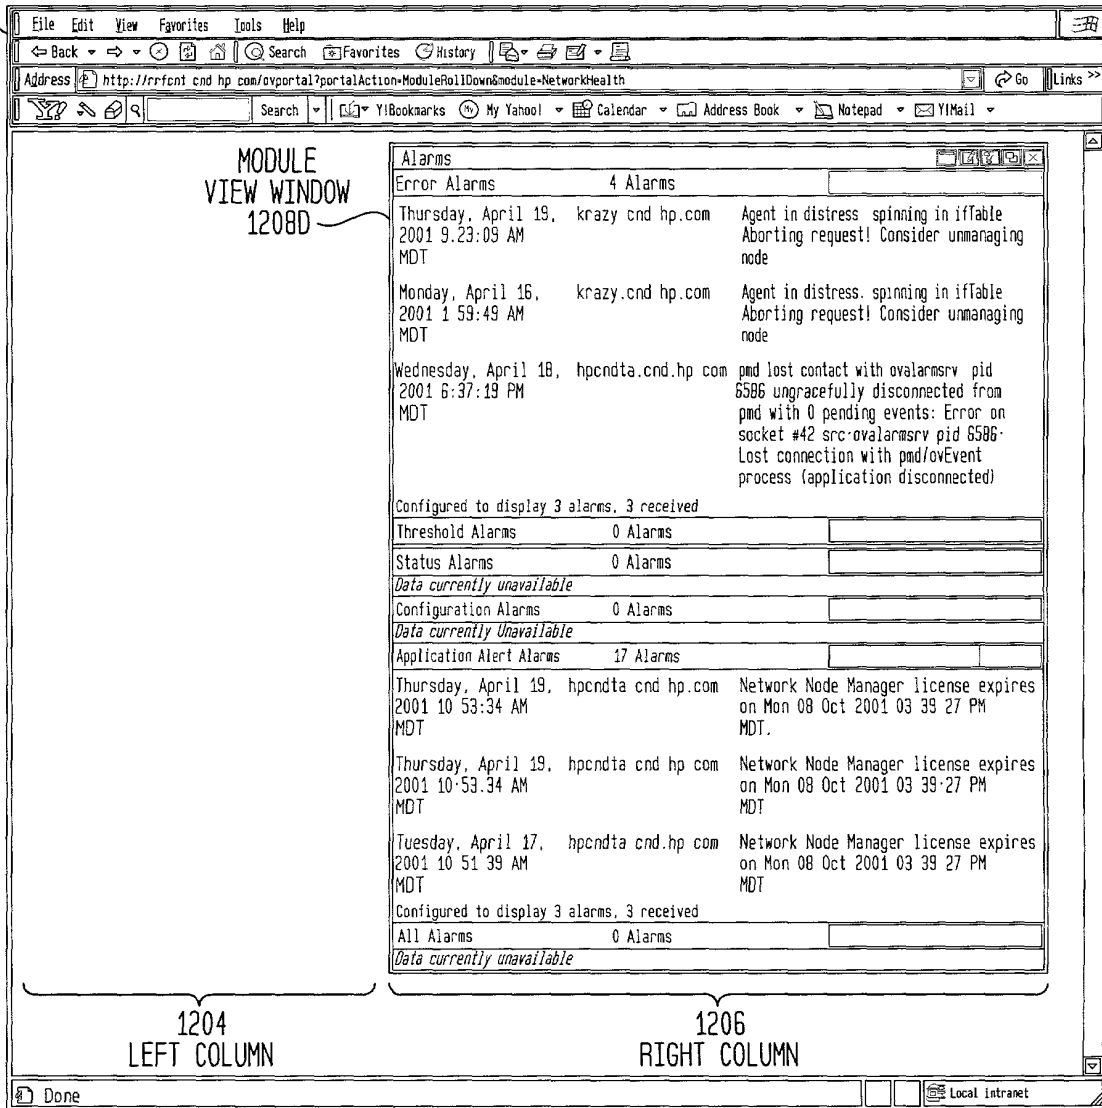 File Edit View Favorites Tools Help
Back Search Favorites History
Address http://rrfcnt cnd hp com/ovportal?portalAction=ModuleRollDown&module=NetworkHealth Go Links >>
Y? Search Y!Bookmarks My Yahoo! Calendar Address Book Notepad Y!Mail
MODULE
VIEW WINDOW
1208D
Alarms
Error Alarms 4 Alarms
Thursday, April 19, krazy cnd hp.com Agent in distress spinning in ifTable
2001 9.23:09 AM Aborting request! Consider unmanaging
MDT node
Monday, April 16, krazy.cnd hp.com Agent in distress. spinning in ifTable
2001 1 59:49 AM Aborting request! Consider unmanaging
MDT node
Wednesday, April 18, hpcndta.cnd.hp com pmd lost contact with ovalarmsrv pid
2001 6:37:19 PM 6586 ungracefully disconnected from
MDT pmd with 0 pending events: Error on
socket #42 src·ovalarmsrv pid 6586·
Lost connection with pmd/ovEvent
process (application disconnected)
Configured to display 3 alarms, 3 received
Threshold Alarms 0 Alarms
Status Alarms 0 Alarms
Data currently unavailable
Configuration Alarms 0 Alarms
Data currently Unavailable
Application Alert Alarms 17 Alarms
Thursday, April 19, hpcndta cnd hp.com Network Node Manager license expires
2001 10 53:34 AM on Mon 08 Oct 2001 03 39 27 PM
MDT MDT.
Thursday, April 19, hpcndta cnd hp com Network Node Manager license expires
2001 10·53.34 AM on Mon 08 Oct 2001 03 39·27 PM
MDT MDT
Tuesday, April 17, hpcndta cnd.hp com Network Node Manager license expires
2001 10 51 39 AM on Mon 08 Oct 2001 03 39 27 PM
MDT MDT
Configured to display 3 alarms, 3 received
All Alarms 0 Alarms
Data currently unavailable
1204 1206
LEFT COLUMN RIGHT COLUMN
Done Local intranet